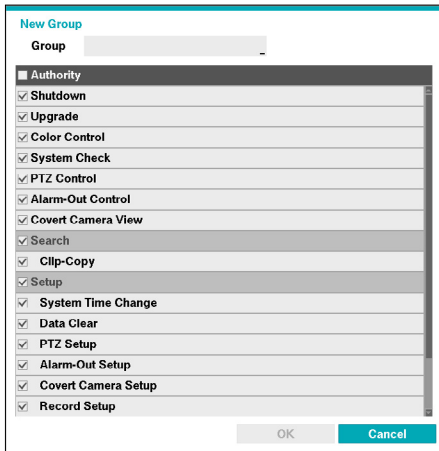 New Group
Group
Authority
Shutdown
Upgrade
Color Control
System Check
PTZ Control
Alarm-Out Control
Covert Camera View
Search
Clip-Copy
Setup
System Time Change
Data Clear
PTZ Setup
Alarm-Out Setup
Covert Camera Setup
Record Setup
OK Cancel